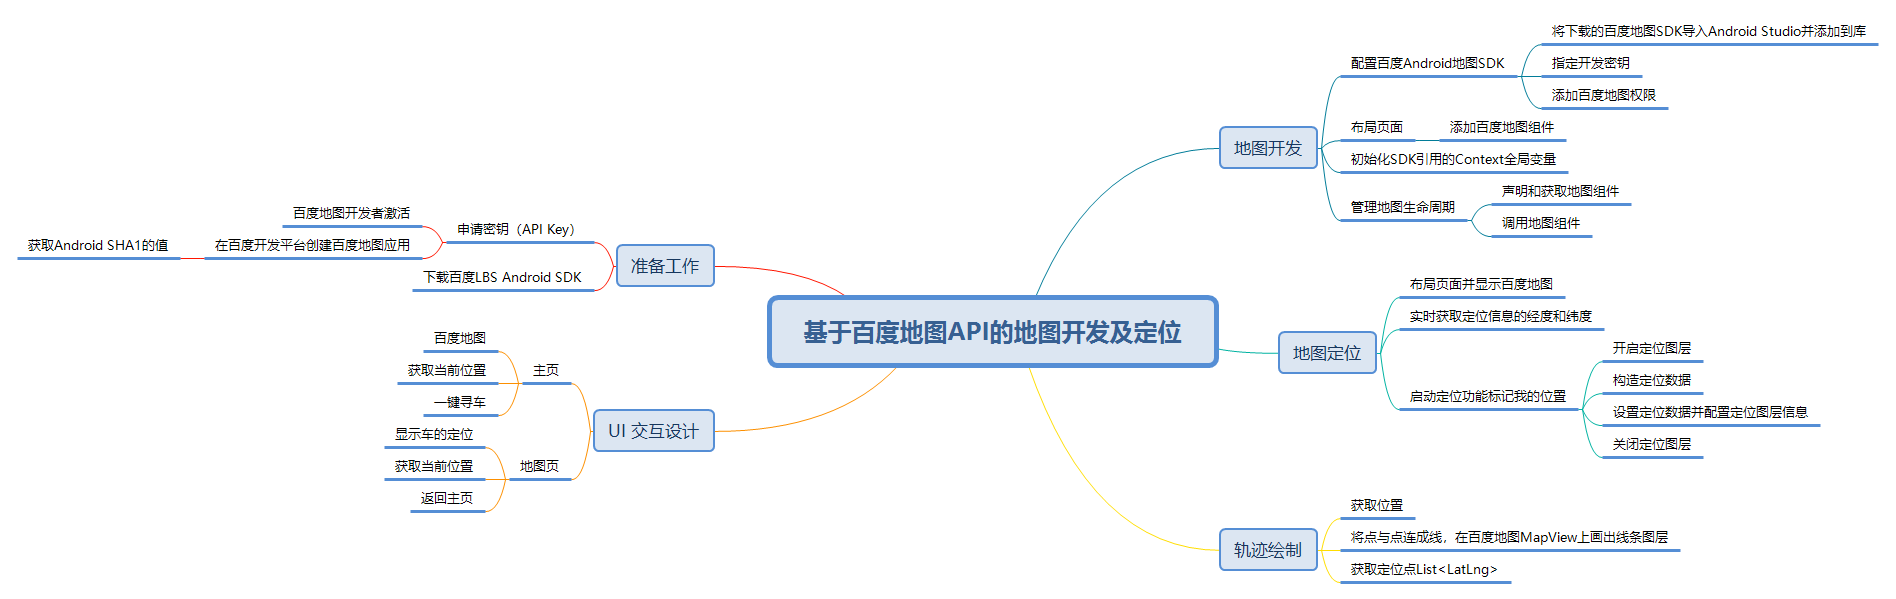 基于百度地图API的地图开发及定位
地图开发
配置百度Android地图SDK
将下载的百度地图SDK导入Android Studio并添加到库
指定开发密钥
添加百度地图权限
布局页面
添加百度地图组件
初始化SDK引用的Context全局变量
管理地图生命周期
声明和获取地图组件
调用地图组件
地图定位
布局页面并显示百度地图
实时获取定位信息的经度和纬度
启动定位功能标记我的位置
开启定位图层
构造定位数据
设置定位数据并配置定位图层信息
关闭定位图层
轨迹绘制
获取位置
将点与点连成线，在百度地图MapView上画出线条图层
获取定位点List<LatLng>
准备工作
申请密钥（API Key）
百度地图开发者激活
在百度开发平台创建百度地图应用
获取Android SHA1的值
下载百度LBS Android SDK
UI 交互设计
主页
百度地图
获取当前位置
一键寻车
地图页
显示车的定位
获取当前位置
返回主页